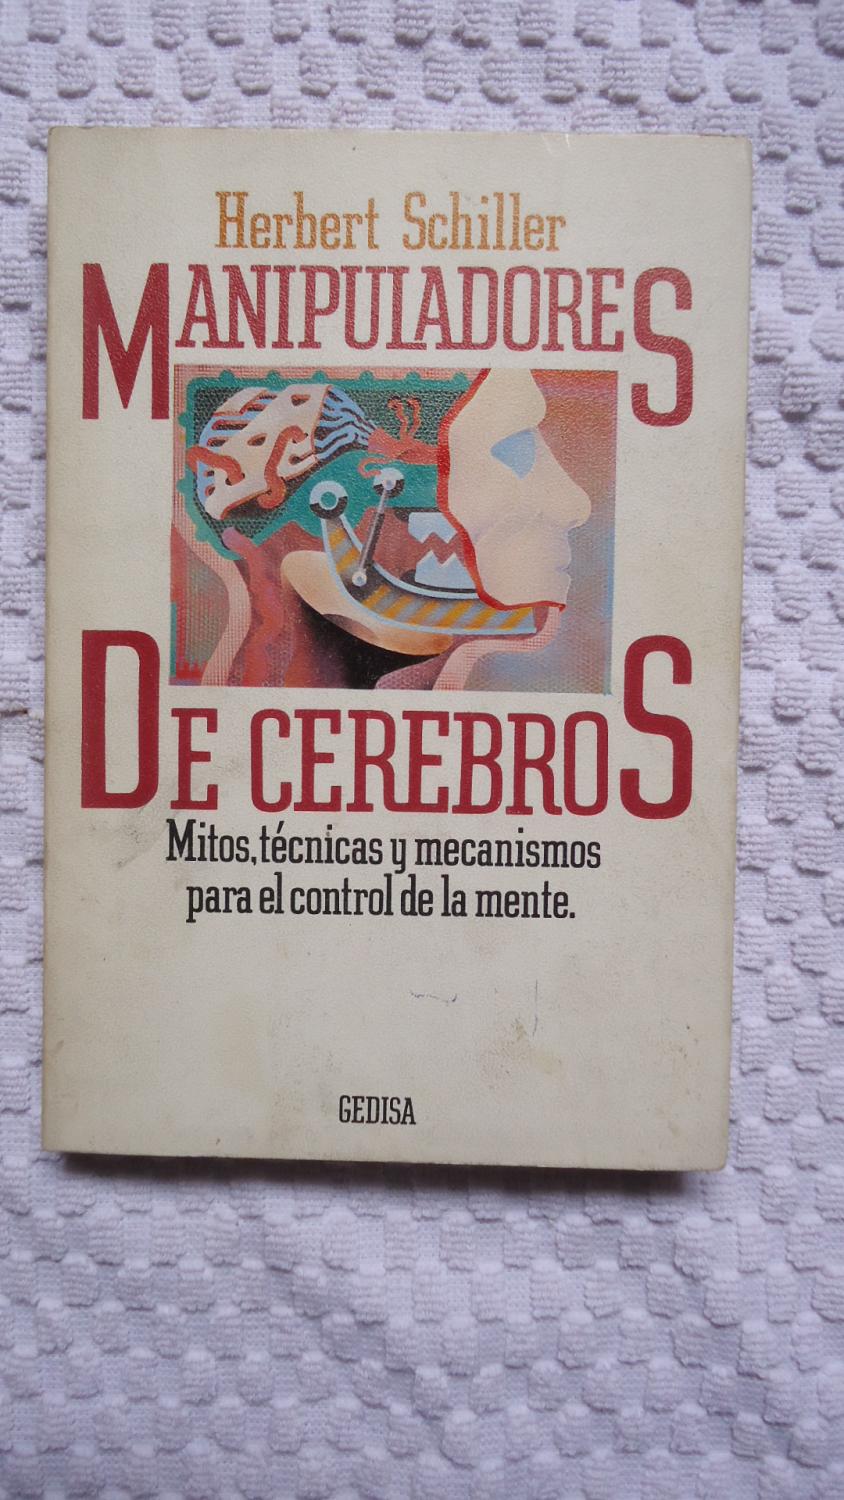 Herbert Schiller
MANIPULADORES
DE CEREBROS
Mitos, técnicas y mecanismos
para el control de la mente.
GEDISA